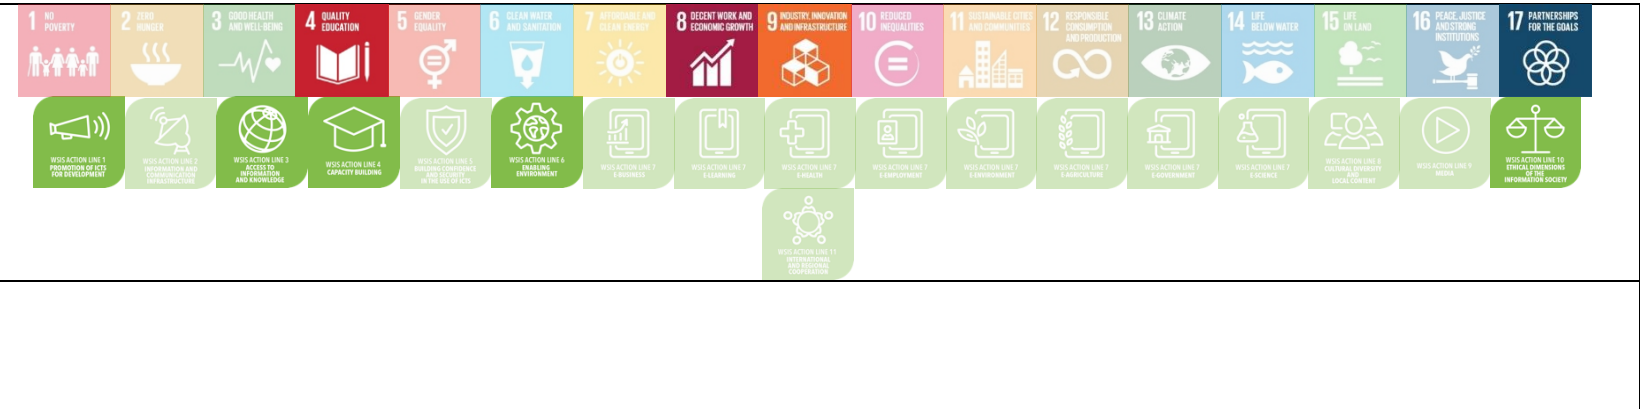 1 NO
POVERTY
2 ZERO
HUNGER
3 GOOD HEALTH
AND WELL-BEING
4 QUALITY
EDUCATION
5 GENDER
EQUALITY
6 CLEAN WATER
AND SANITATION
7 AFFORDABLE AND
CLEAN ENERGY
8 DECENT WORK AND
ECONOMIC GROWTH
9 INDUSTRY, INNOVATION
AND INFRASTRUCTURE
10 REDUCED
INEQUALITIES
11 SUSTAINABLE CITIES
AND COMMUNITIES
12 RESPONSIBLE
CONSUMPTION
AND PRODUCTION
13 CLIMATE
ACTION
14 LIFE
BELOW WATER
15 LIFE
ON LAND
16 PEACE, JUSTICE
AND STRONG
INSTITUTIONS
17 PARTNERSHIPS
FOR THE GOALS
WSIS ACTION LINE 1
PROMOTION OF ICTS
FOR DEVELOPMENT
WSIS ACTION LINE 2
INFORMATION AND
COMMUNICATION
INFRASTRUCTURE
WSIS ACTION LINE 3
ACCESS TO
INFORMATION
AND KNOWLEDGE
WSIS ACTION LINE 4
CAPACITY BUILDING
WSIS ACTION LINE 5
BUILDING CONFIDENCE
AND SECURITY
IN THE USE OF ICTS
WSIS ACTION LINE 6
ENABLING
ENVIRONMENT
WSIS ACTION LINE 7
E-BUSINESS
WSIS ACTION LINE 7
E-LEARNING
WSIS ACTION LINE 7
E-HEALTH
WSIS ACTION LINE 7
E-EMPLOYMENT
WSIS ACTION LINE 7
E-ENVIRONMENT
WSIS ACTION LINE 7
E-AGRICULTURE
WSIS ACTION LINE 7
E-GOVERNMENT
WSIS ACTION LINE 7
E-SCIENCE
WSIS ACTION LINE 8
CULTURAL DIVERSITY
AND
LOCAL CONTENT
WSIS ACTION LINE 9
MEDIA
WSIS ACTION LINE 10
ETHICAL DIMENSIONS
OF THE
INFORMATION SOCIETY
WSIS ACTION LINE 11
INTERNATIONAL
AND REGIONAL
COOPERATION